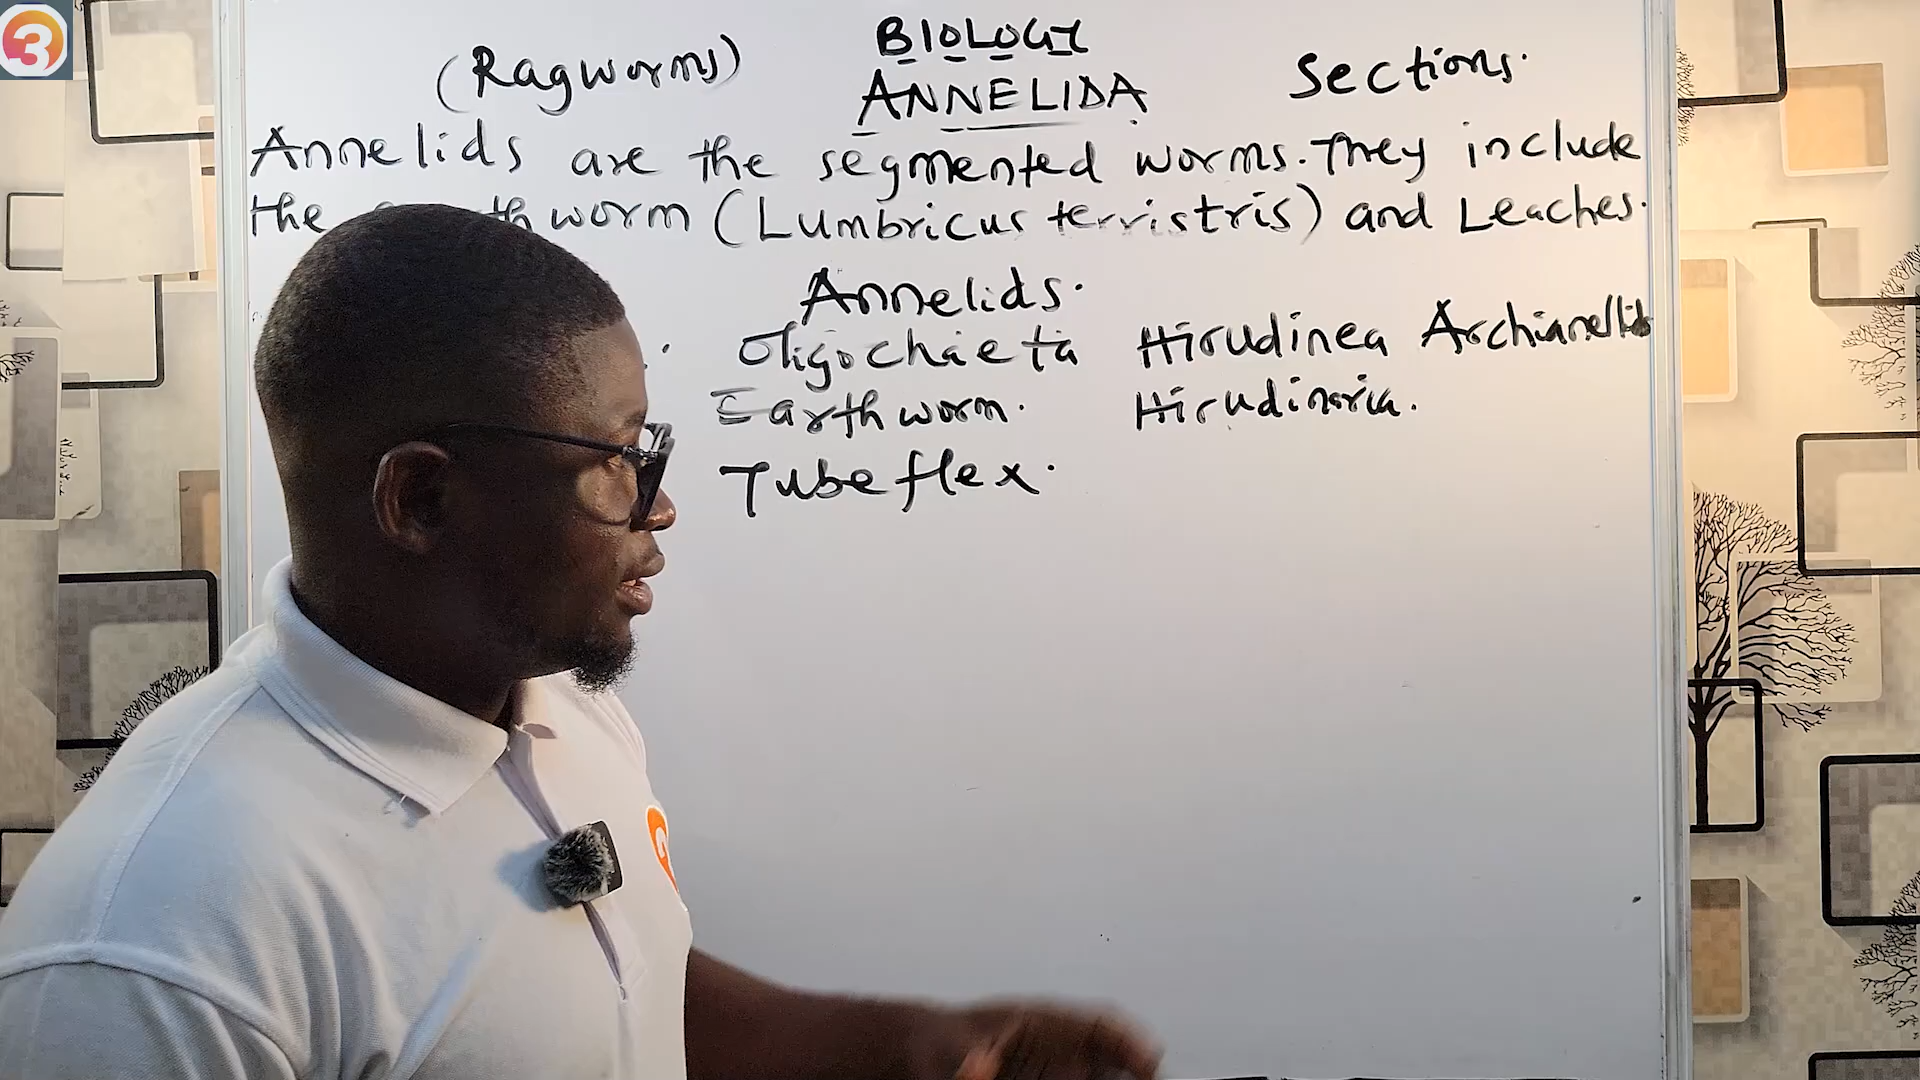 3
BIOLOGY
(Ragworms)
ANNELIDA
Sections.
Annelids are the segmented worms. They include
the worm (Lumbricus terristris) and Leaches.
Annelids.
Oligochaeta Hirudinea Archianellids
Earthworm. Hirudinaria.
Tubeflex.